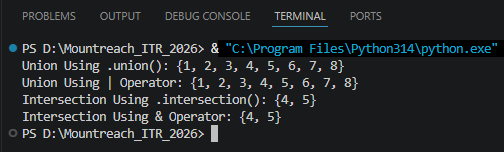 PROBLEMS OUTPUT DEBUG CONSOLE TERMINAL PORTS
PS D:\Mountreach_ITR_2026> & "C:\Program Files\Python314\python.exe"
Union Using .union(): {1, 2, 3, 4, 5, 6, 7, 8}
Union Using | Operator: {1, 2, 3, 4, 5, 6, 7, 8}
Intersection Using .intersection(): {4, 5}
Intersection Using & Operator: {4, 5}
PS D:\Mountreach_ITR_2026>